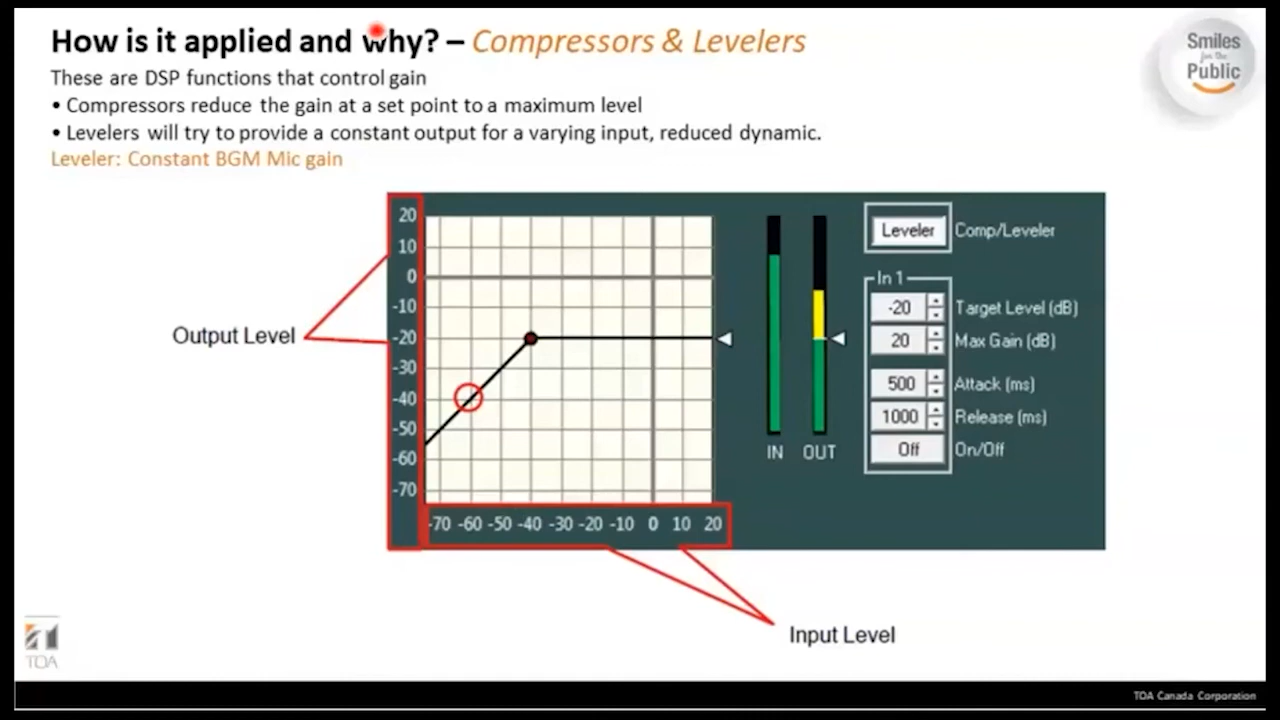 How is it applied and why? – Compressors & Levelers
Smiles
for the
Public
These are DSP functions that control gain
• Compressors reduce the gain at a set point to a maximum level
• Levelers will try to provide a constant output for a varying input, reduced dynamic.
Leveler: Constant BGM Mic gain
20
10
0
-10
-20
-30
-40
-50
-60
-70
Output Level
-70 -60 -50 -40 -30 -20 -10 0 10 20
IN OUT
Leveler Comp/Leveler
In 1
-20 Target Level (dB)
20 Max Gain (dB)
500 Attack (ms)
1000 Release (ms)
Off On/Off
Input Level
TOA
TOA Canada Corporation